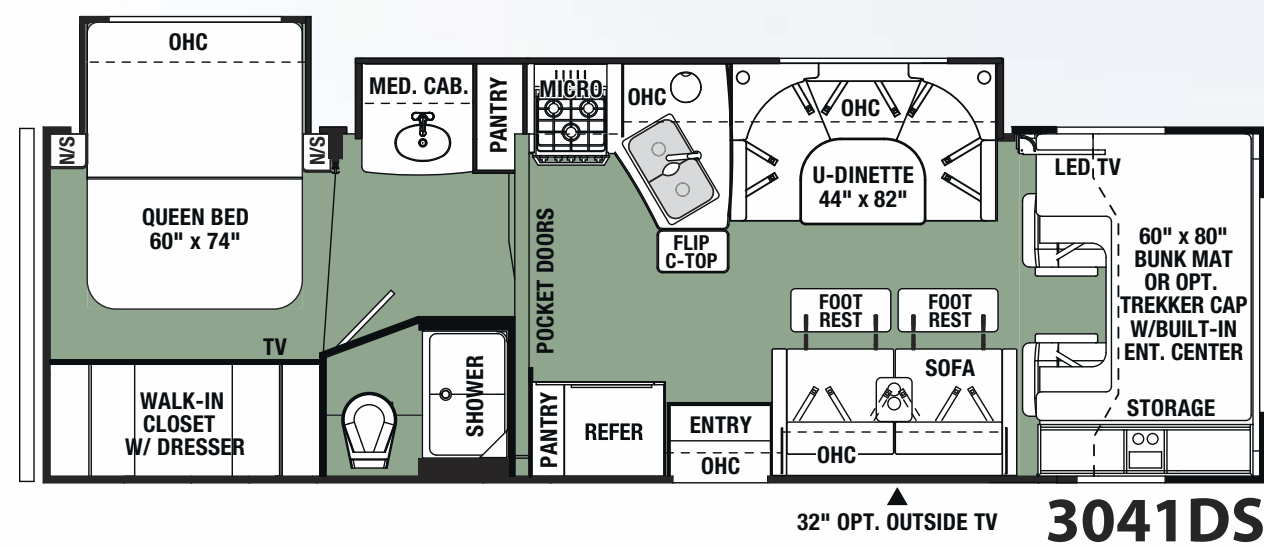 OHC
N/S
N/S
QUEEN BED
60" x 74"
TV
WALK-IN
CLOSET
W/ DRESSER
MED. CAB.
PANTRY
SHOWER
POCKET DOORS
MICRO
OHC
FLIP
C-TOP
PANTRY
REFER
ENTRY
OHC
OHC
U-DINETTE
44" x 82"
FOOT
REST
FOOT
REST
SOFA
OHC
LED TV
60" x 80"
BUNK MAT
OR OPT.
TREKKER CAP
W/BUILT-IN
ENT. CENTER
STORAGE
32" OPT. OUTSIDE TV
3041DS